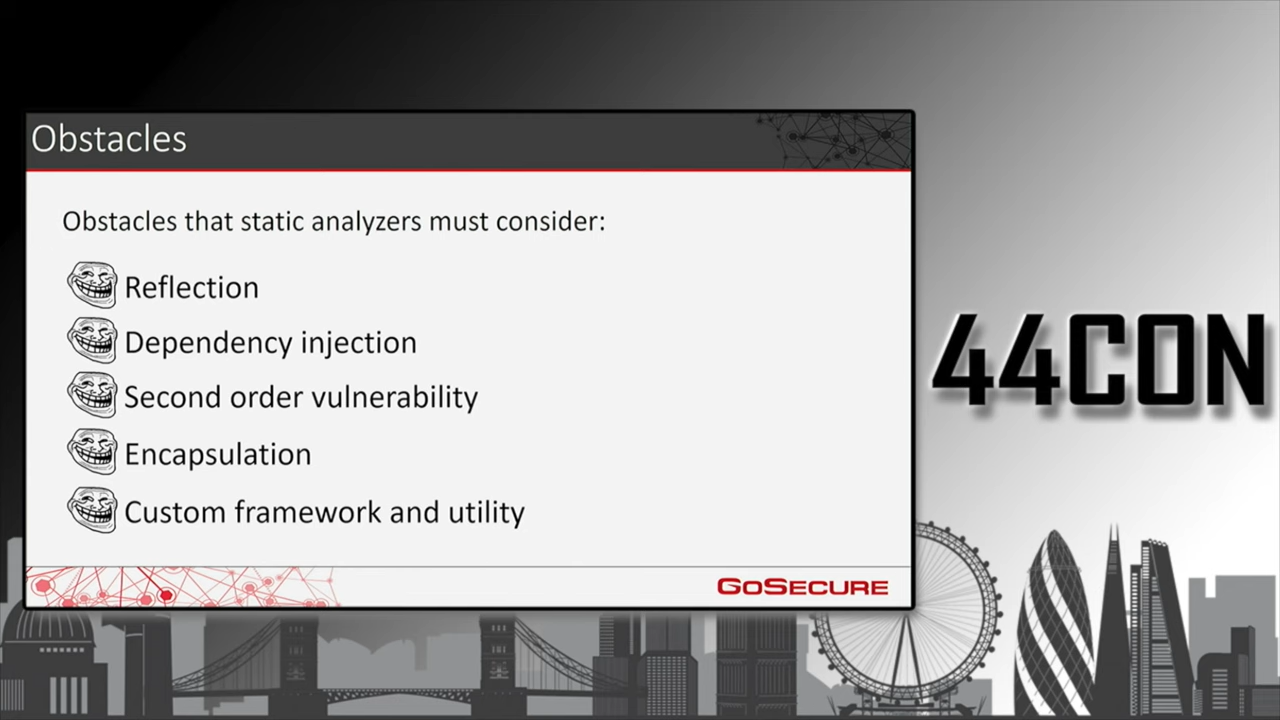 Obstacles
Obstacles that static analyzers must consider:
Reflection
Dependency injection
Second order vulnerability
Encapsulation
Custom framework and utility
GoSecure
44CON